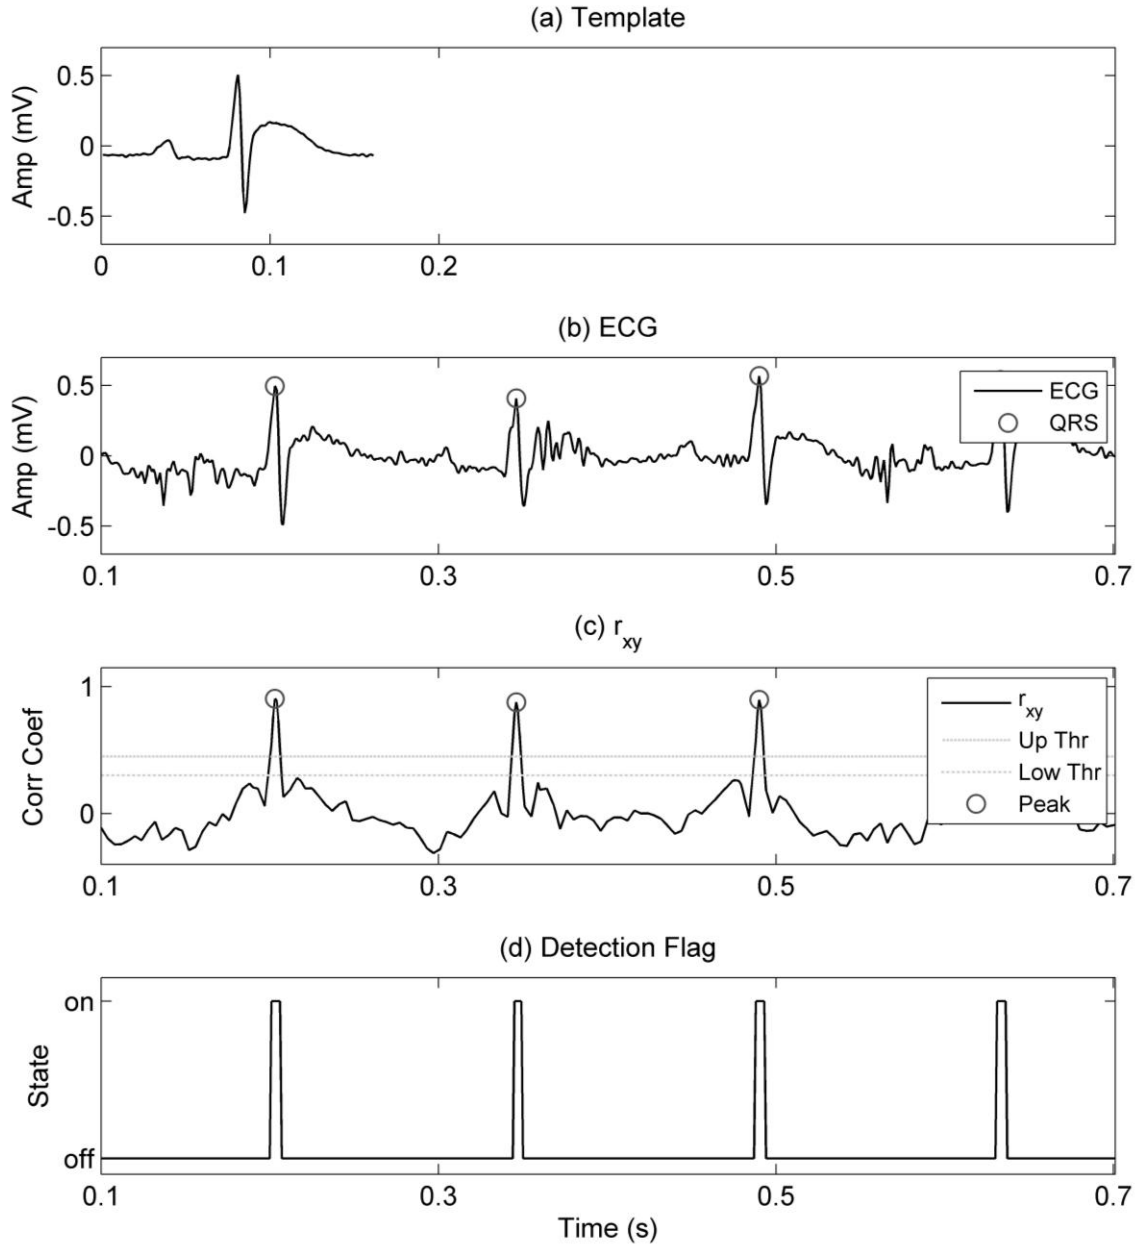 (a) Template
0.5
0
-0.5
Amp (mV)
0 0.1 0.2
(b) ECG
0.5
0
-0.5
Amp (mV)
ECG
QRS
0.1 0.3 0.5 0.7
(c) r_xy
1
0
Corr Coef
r_xy
Up Thr
Low Thr
Peak
0.1 0.3 0.5 0.7
(d) Detection Flag
on
off
State
0.1 0.3 0.5 0.7
Time (s)